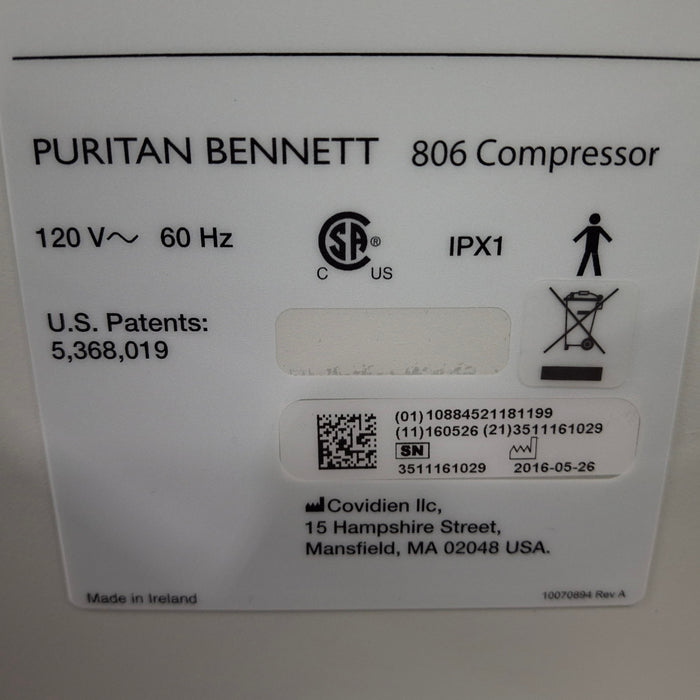 PURITAN BENNETT 806 Compressor
120 V~ 60 Hz
CSA®
C US
IPX1
U.S. Patents:
5,368,019
(01)10884521181199
(11)160526 (21)3511161029
SN
3511161029 2016-05-26
Covidien llc,
15 Hampshire Street,
Mansfield, MA 02048 USA.
Made in Ireland 10070894 Rev A